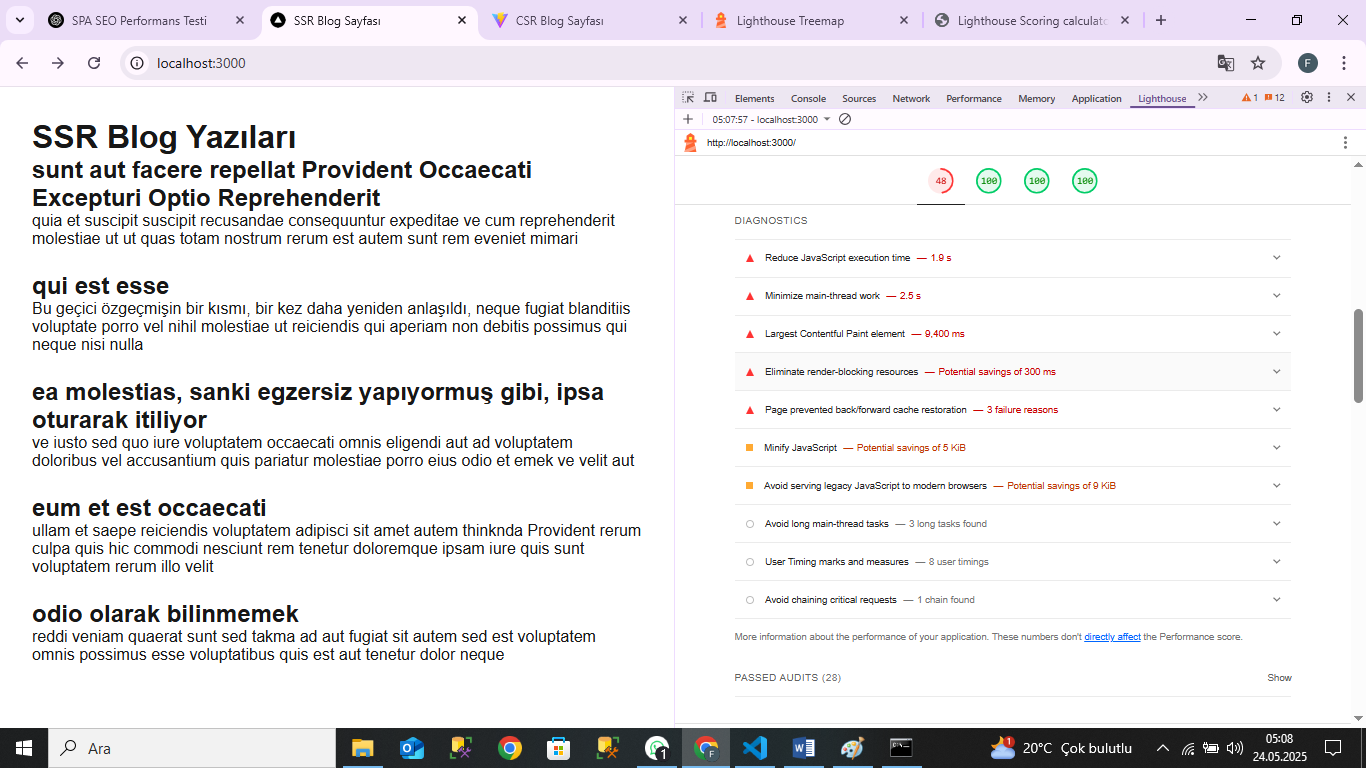 SPA SEO Performans Testi
SSR Blog Sayfası
CSR Blog Sayfası
Lighthouse Treemap
Lighthouse Scoring calculato
localhost:3000
F
SSR Blog Yazıları
sunt aut facere repellat Provident Occaecati
Excepturi Optio Reprehenderit
quia et suscipit suscipit recusandae consequuntur expeditae ve cum reprehenderit
molestiae ut ut quas totam nostrum rerum est autem sunt rem eveniet mimari
qui est esse
Bu geçici özgeçmişin bir kısmı, bir kez daha yeniden anlaşıldı, neque fugiat blanditiis
voluptate porro vel nihil molestiae ut reiciendis qui aperiam non debitis possimus qui
neque nisi nulla
ea molestias, sanki egzersiz yapıyormuş gibi, ipsa
oturarak itiliyor
ve iusto sed quo iure voluptatem occaecati omnis eligendi aut ad voluptatem
doloribus vel accusantium quis pariatur molestiae porro eius odio et emek ve velit aut
eum et est occaecati
ullam et saepe reiciendis voluptatem adipisci sit amet autem thinknda Provident rerum
culpa quis hic commodi nesciunt rem tenetur doloremque ipsam iure quis sunt
voluptatem rerum illo velit
odio olarak bilinmemek
reddi veniam quaerat sunt sed takma ad aut fugiat sit autem sed est voluptatem
omnis possimus esse voluptatibus quis est aut tenetur dolor neque
Elements Console Sources Network Performance Memory Application Lighthouse 1 12
05:07:57 - localhost:3000
http://localhost:3000/
48 100 100 100
DIAGNOSTICS
Reduce JavaScript execution time — 1.9 s
Minimize main-thread work — 2.5 s
Largest Contentful Paint element — 9,400 ms
Eliminate render-blocking resources — Potential savings of 300 ms
Page prevented back/forward cache restoration — 3 failure reasons
Minify JavaScript — Potential savings of 5 KiB
Avoid serving legacy JavaScript to modern browsers — Potential savings of 9 KiB
Avoid long main-thread tasks — 3 long tasks found
User Timing marks and measures — 8 user timings
Avoid chaining critical requests — 1 chain found
More information about the performance of your application. These numbers don't directly affect the Performance score.
PASSED AUDITS (28) Show
Ara
1
F
1
20°C Çok bulutlu
05:08
24.05.2025